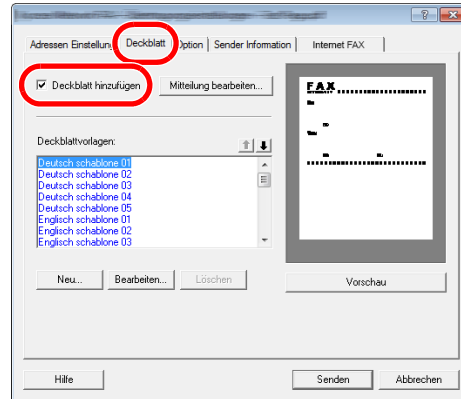 Adressen Einstellun Deckblatt Option Sender Information Internet FAX
Deckblatt hinzufügen Mitteilung bearbeiten...
FAX
Deckblattvorlagen:
Deutsch schablone 01
Deutsch schablone 02
Deutsch schablone 03
Deutsch schablone 04
Deutsch schablone 05
Englisch schablone 01
Englisch schablone 02
Englisch schablone 03
Neu... Bearbeiten... Löschen Vorschau
Hilfe Senden Abbrechen